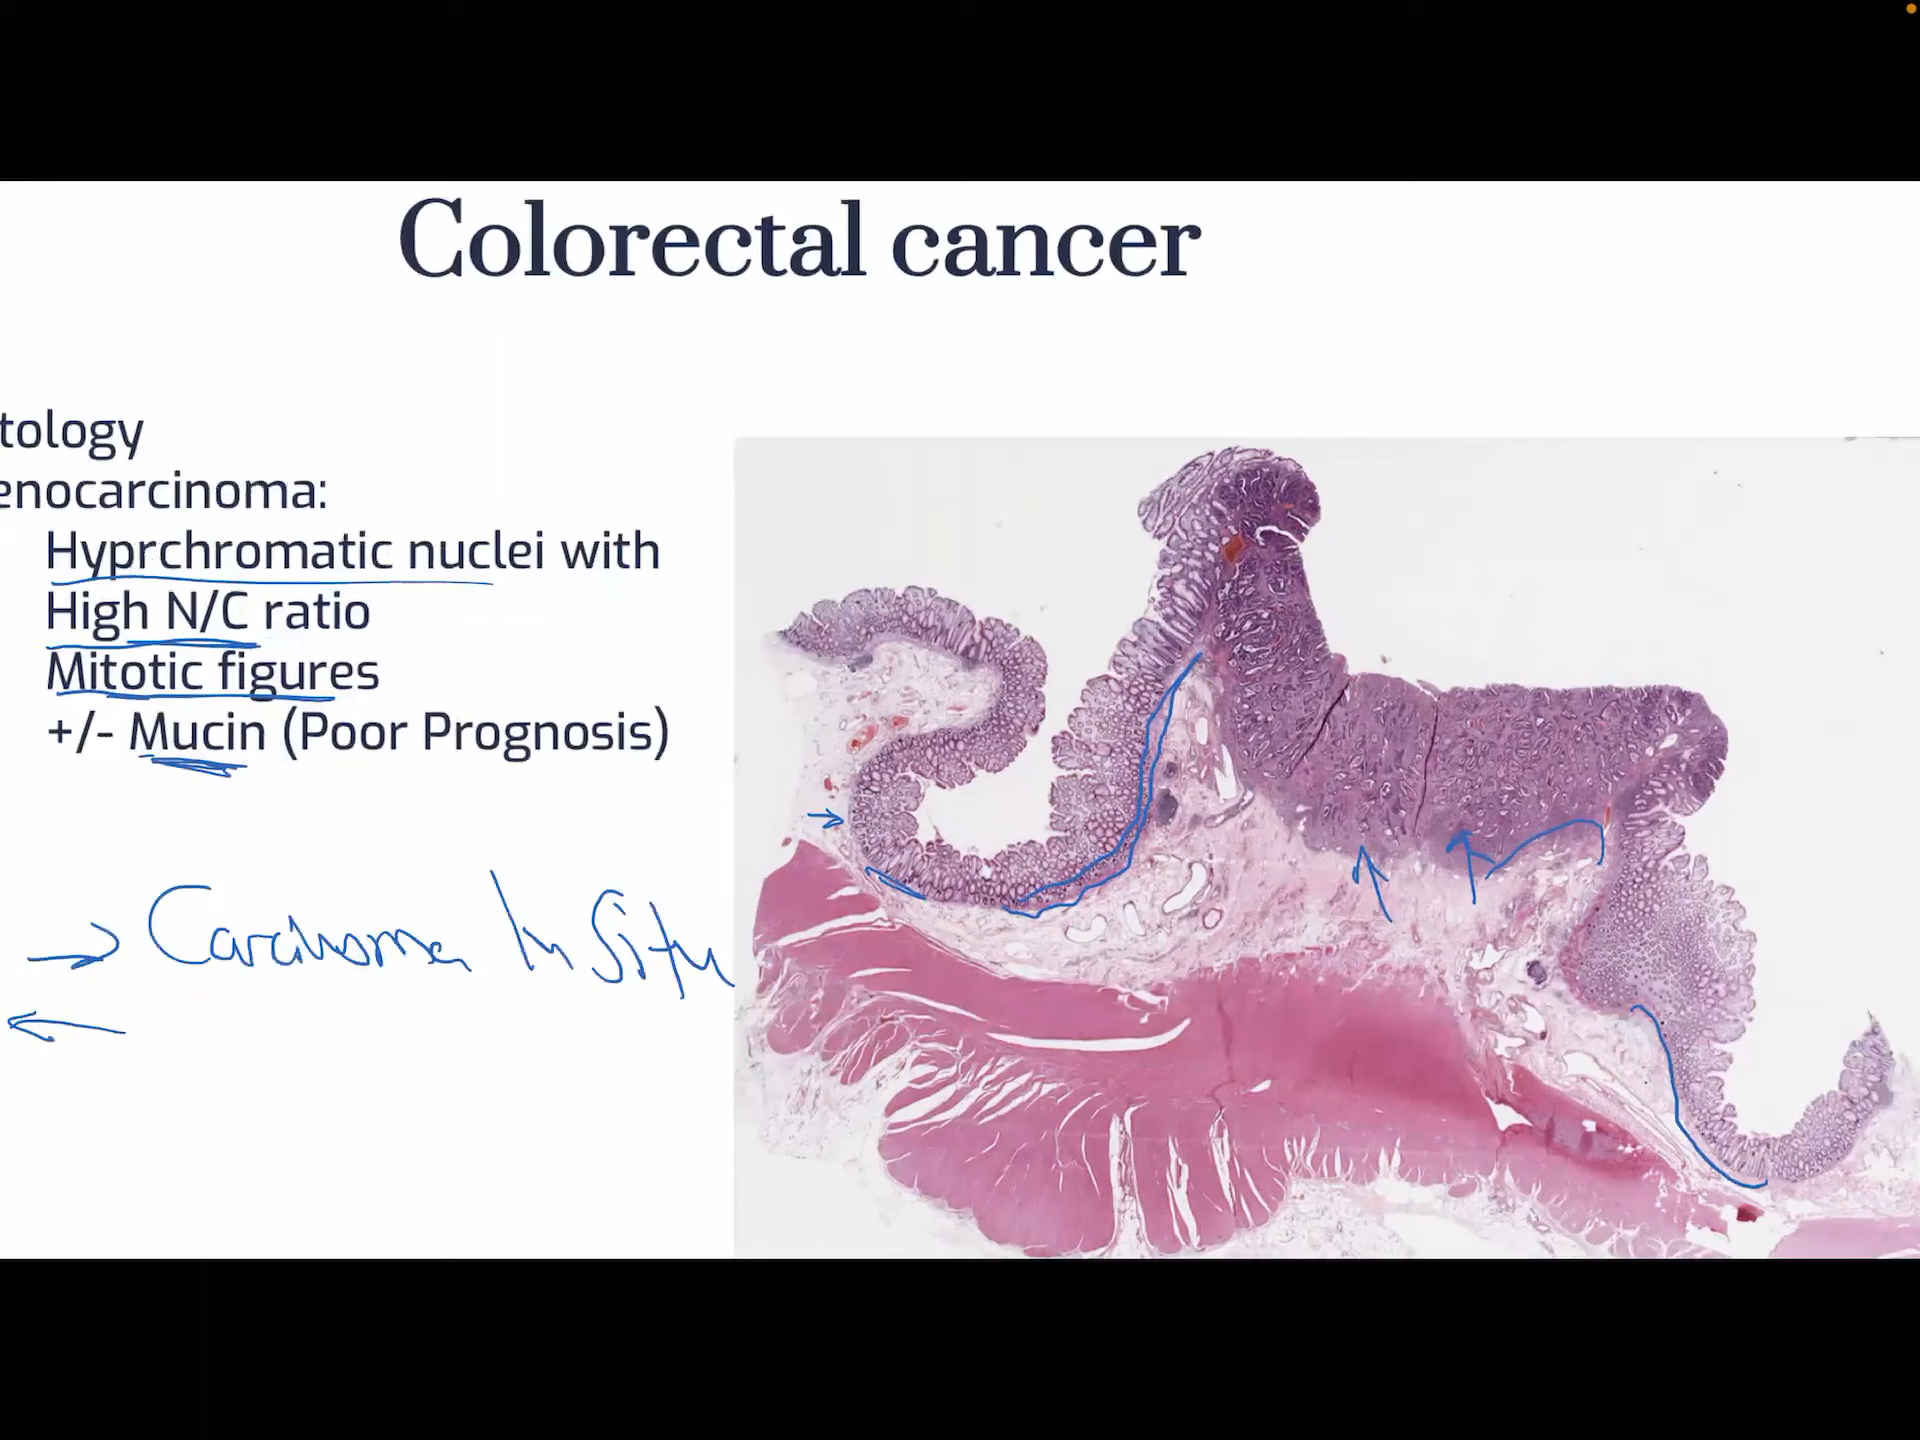 Colorectal cancer
tology
enocarcinoma:
Hyprchromatic nuclei with
High N/C ratio
Mitotic figures
+/- Mucin (Poor Prognosis)
→ Carcinoma In Situ
←